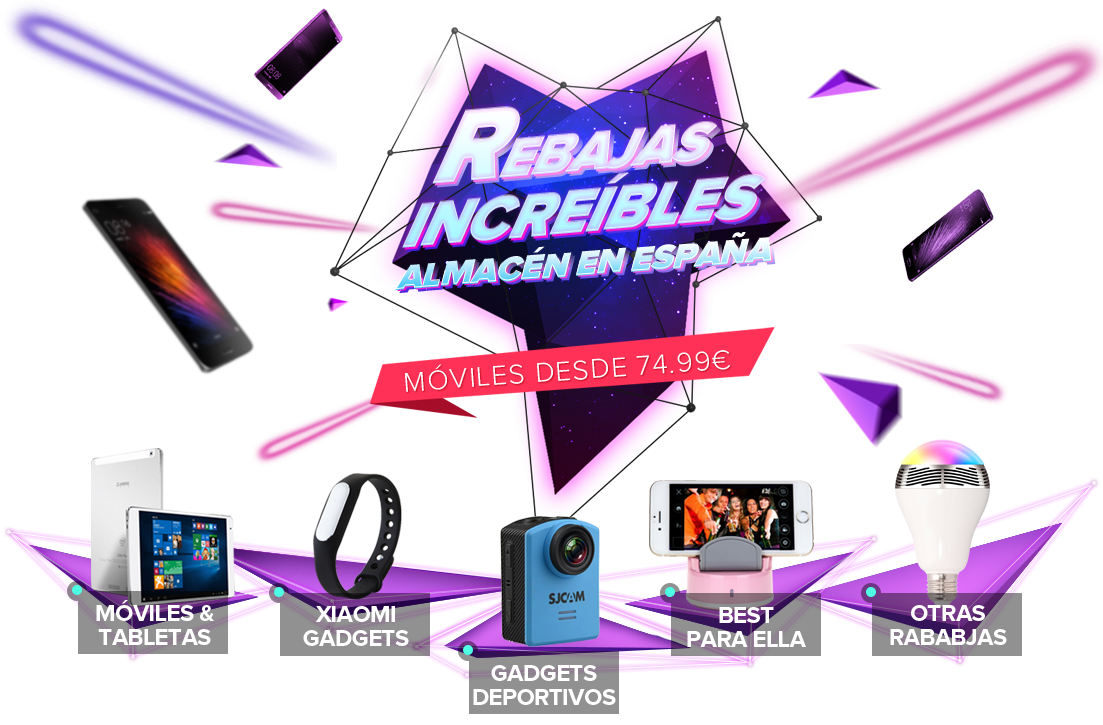 REBAJAS
INCREÍBLES
ALMACÉN EN ESPAÑA
MÓVILES DESDE 74.99€
MÓVILES &
TABLETAS
XIAOMI
GADGETS
SJCAM
GADGETS
DEPORTIVOS
BEST
PARA ELLA
OTRAS
RABABJAS